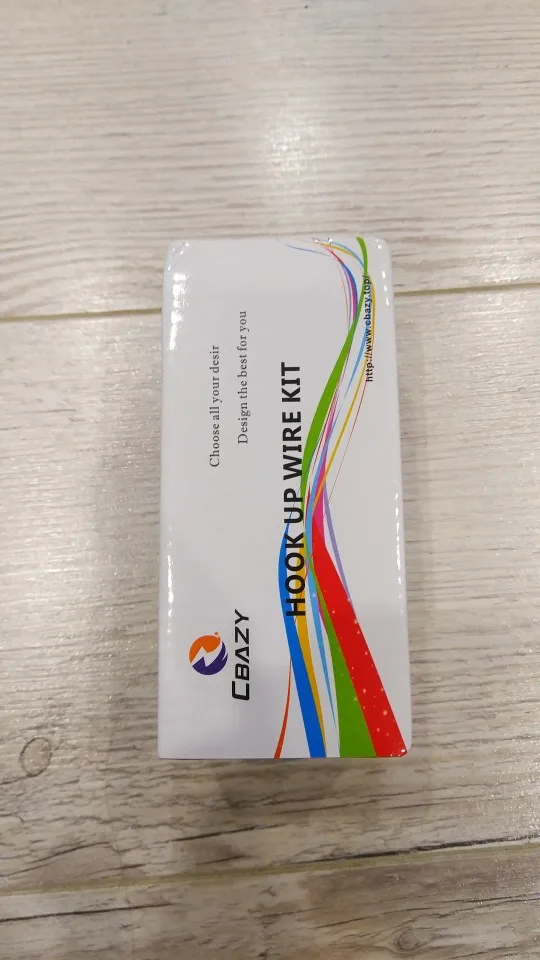 CBAZY
Choose all your desir
Design the best for you
HOOK UP WIRE KIT
http://www.cbazy.top/